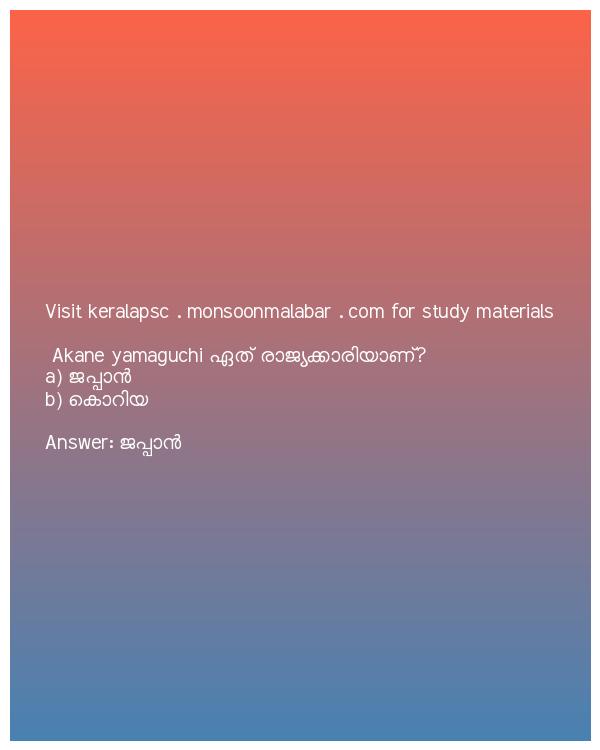 Visit keralapsc . monsoonmalabar . com for study materials
Akane yamaguchi ഏത് രാജ്യക്കാരിയാണ്?
a) ജപ്പാൻ
b) കൊറിയ
Answer: ജപ്പാൻ